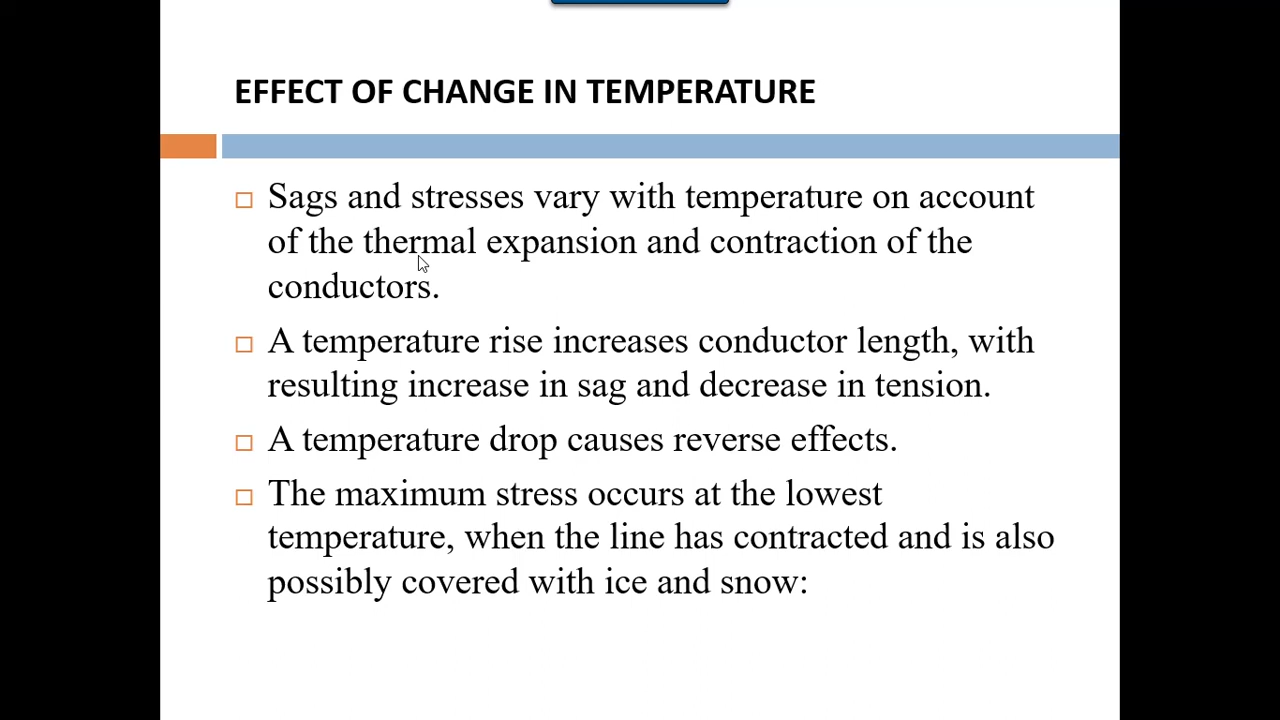 EFFECT OF CHANGE IN TEMPERATURE
Sags and stresses vary with temperature on account
of the thermal expansion and contraction of the
conductors.
A temperature rise increases conductor length, with
resulting increase in sag and decrease in tension.
A temperature drop causes reverse effects.
The maximum stress occurs at the lowest
temperature, when the line has contracted and is also
possibly covered with ice and snow: